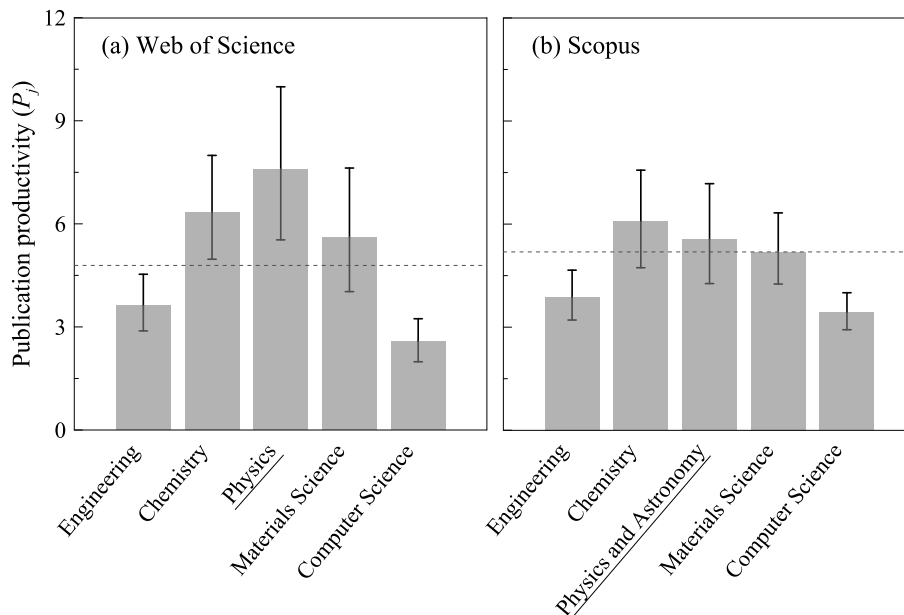 Publication productivity (Pj)
12
9
6
3
0
(a) Web of Science
(b) Scopus
Engineering
Chemistry
Physics
Materials Science
Computer Science
Engineering
Chemistry
Physics and Astronomy
Materials Science
Computer Science